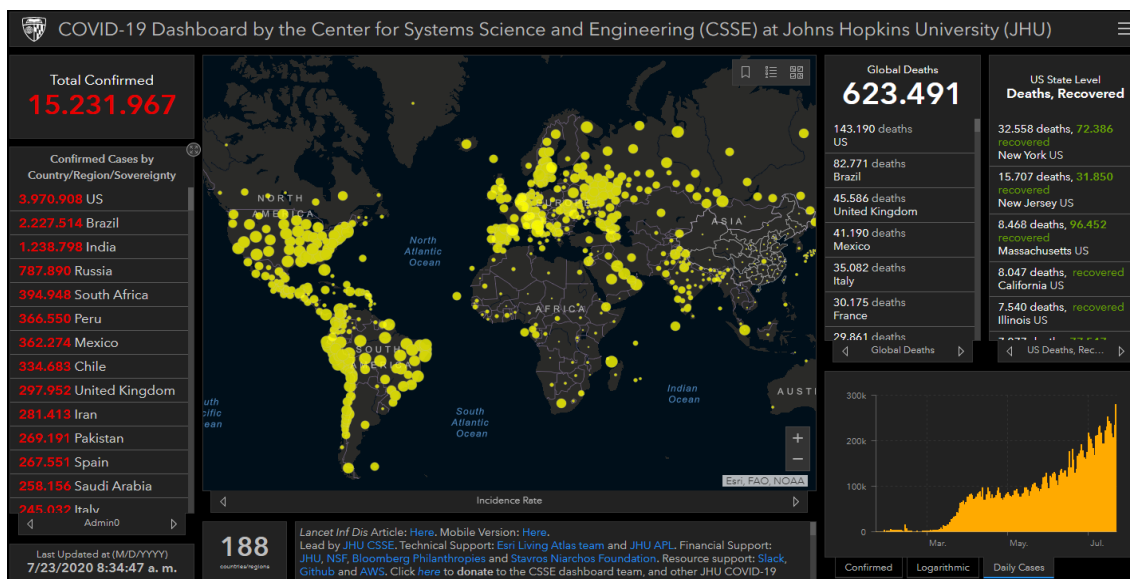 COVID-19 Dashboard by the Center for Systems Science and Engineering (CSSE) at Johns Hopkins University (JHU)
Total Confirmed
15.231.967
Confirmed Cases by
Country/Region/Sovereignty
3.970.908 US
2.227.514 Brazil
1.238.798 India
787.890 Russia
394.948 South Africa
366.550 Peru
362.274 Mexico
334.683 Chile
297.952 United Kingdom
281.413 Iran
269.191 Pakistan
267.551 Spain
258.156 Saudi Arabia
245.032 Italy
Admin0
Last Updated at (M/D/YYYY)
7/23/2020 8:34:47 a. m.
NORTH
AMERICA
North
Atlantic
Ocean
EUROPE
ASIA
AFRICA
SOUTH
AMERICA
South
Atlantic
Ocean
Indian
Ocean
AUST
uth
cific
ean
+
−
Esri, FAO, NOAA
Incidence Rate
188
countries/regions
Lancet Inf Dis Article: Here. Mobile Version: Here.
Lead by JHU CSSE. Technical Support: Esri Living Atlas team and JHU APL. Financial Support:
JHU, NSF, Bloomberg Philanthropies and Stavros Niarchos Foundation. Resource support: Slack,
Github and AWS. Click here to donate to the CSSE dashboard team, and other JHU COVID-19
Global Deaths
623.491
143.190 deaths
US
82.771 deaths
Brazil
45.586 deaths
United Kingdom
41.190 deaths
Mexico
35.082 deaths
Italy
30.175 deaths
France
29.861 deaths
Global Deaths
US State Level
Deaths, Recovered
32.558 deaths, 72.386
recovered
New York US
15.707 deaths, 31.850
recovered
New Jersey US
8.468 deaths, 96.452
recovered
Massachusetts US
8.047 deaths, recovered
California US
7.540 deaths, recovered
Illinois US
US Deaths, Rec...
300k
200k
100k
0
Mar.
May.
Jul.
Confirmed
Logarithmic
Daily Cases